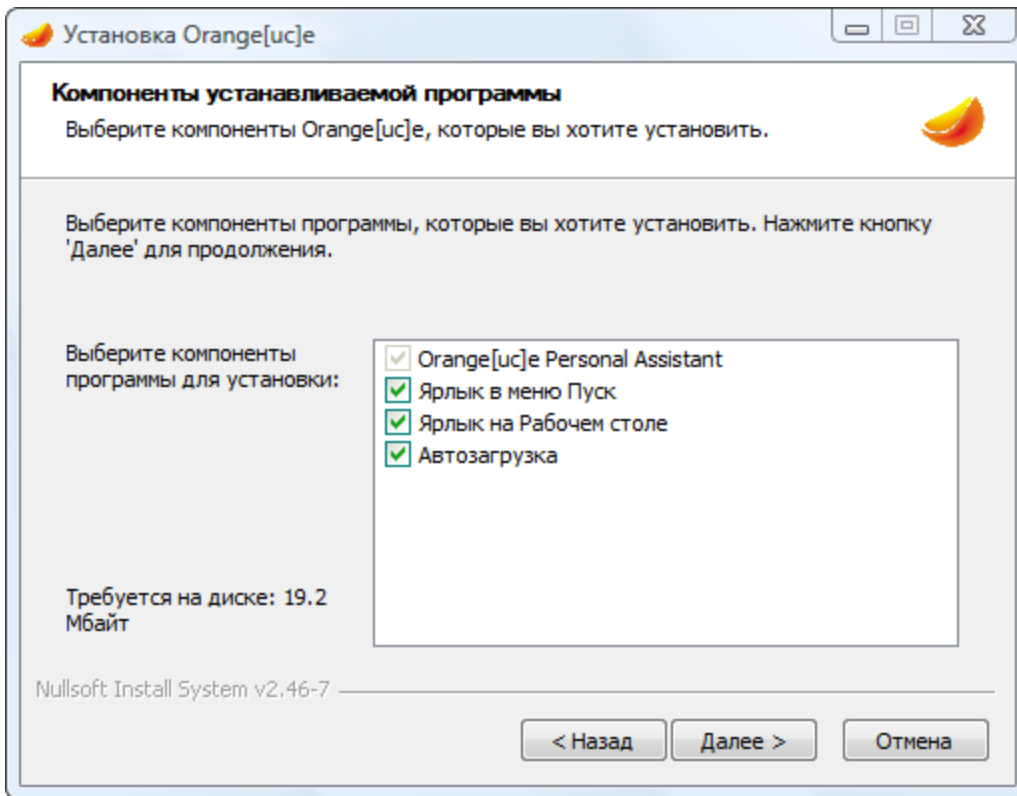 Установка Orange[uc]e
Компоненты устанавливаемой программы
Выберите компоненты Orange[uc]e, которые вы хотите установить.
Выберите компоненты программы, которые вы хотите установить. Нажмите кнопку
'Далее' для продолжения.
Выберите компоненты
программы для установки:
Orange[uc]e Personal Assistant
Ярлык в меню Пуск
Ярлык на Рабочем столе
Автозагрузка
Требуется на диске: 19.2
Мбайт
Nullsoft Install System v2.46-7
< Назад
Далее >
Отмена